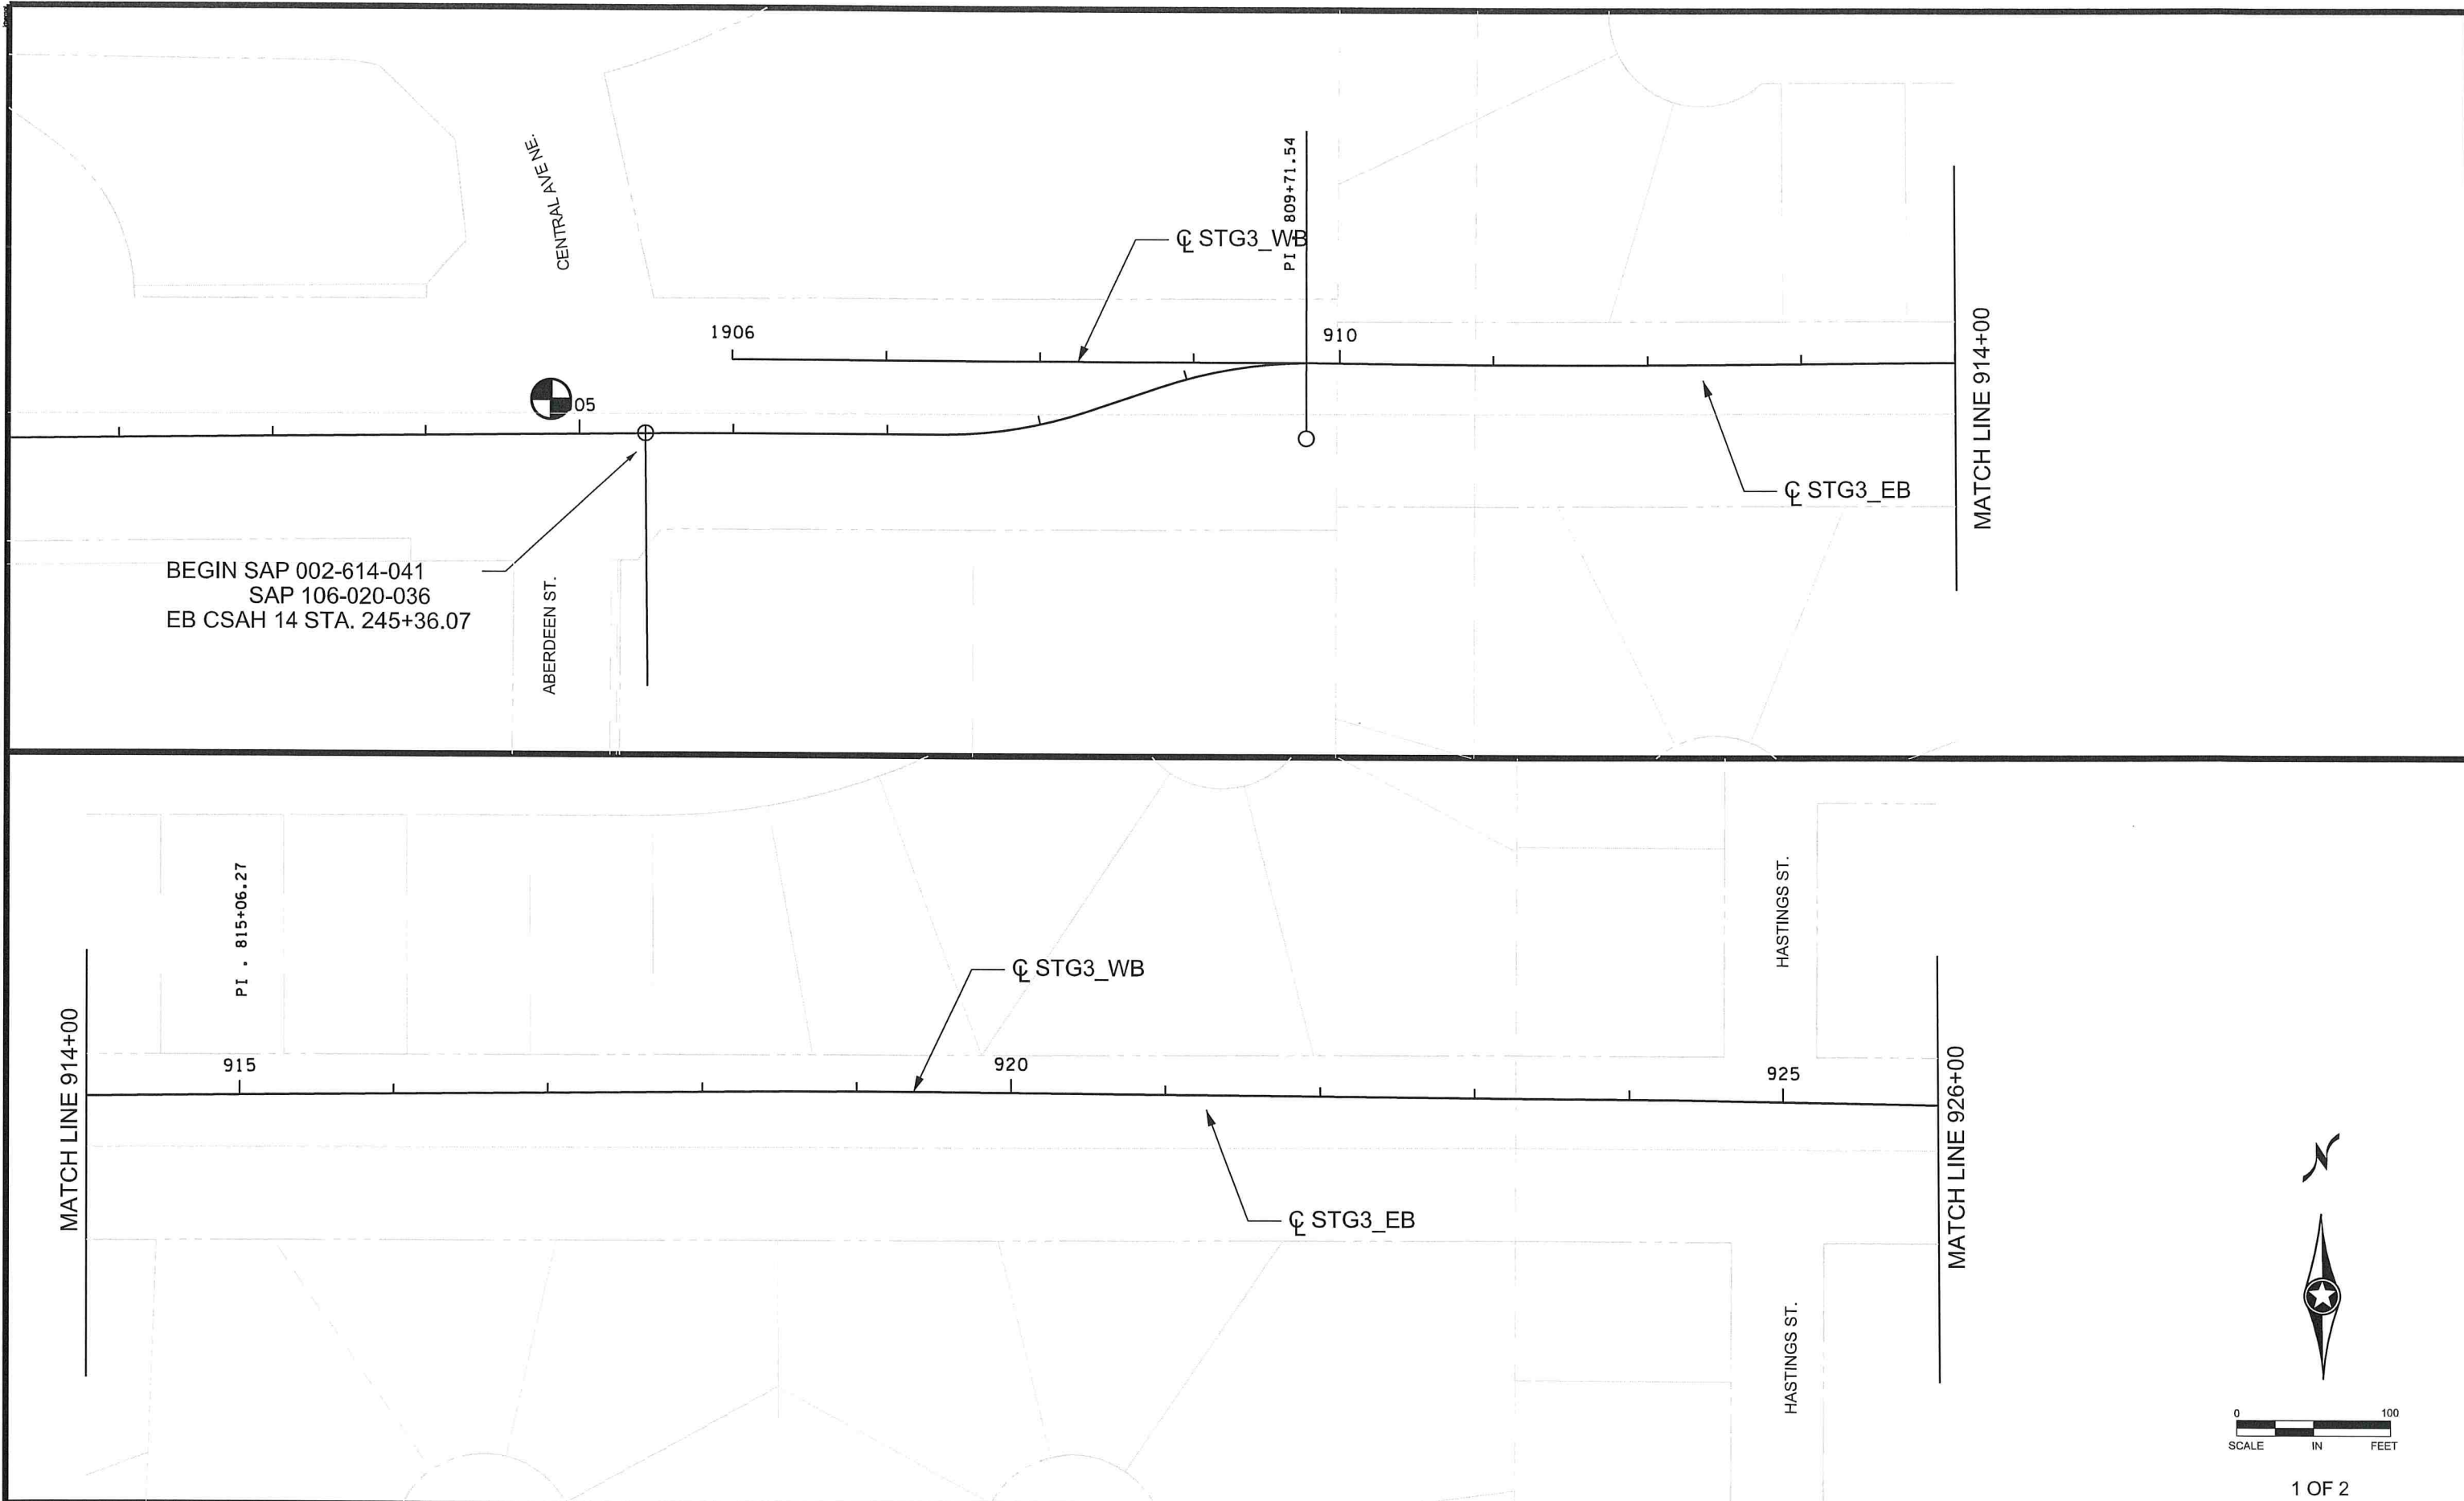 CENTRAL AVE NE.
PI . 809+71.54
℄ STG3_WB
1906
910
05
MATCH LINE 914+00
℄ STG3_EB
BEGIN SAP 002-614-041
SAP 106-020-036
EB CSAH 14 STA. 245+36.07
ABERDEEN ST.
PI . 815+06.27
HASTINGS ST.
℄ STG3_WB
MATCH LINE 914+00
915
920
925
MATCH LINE 926+00
℄ STG3_EB
HASTINGS ST.
N
0 100
SCALE IN FEET
1 OF 2